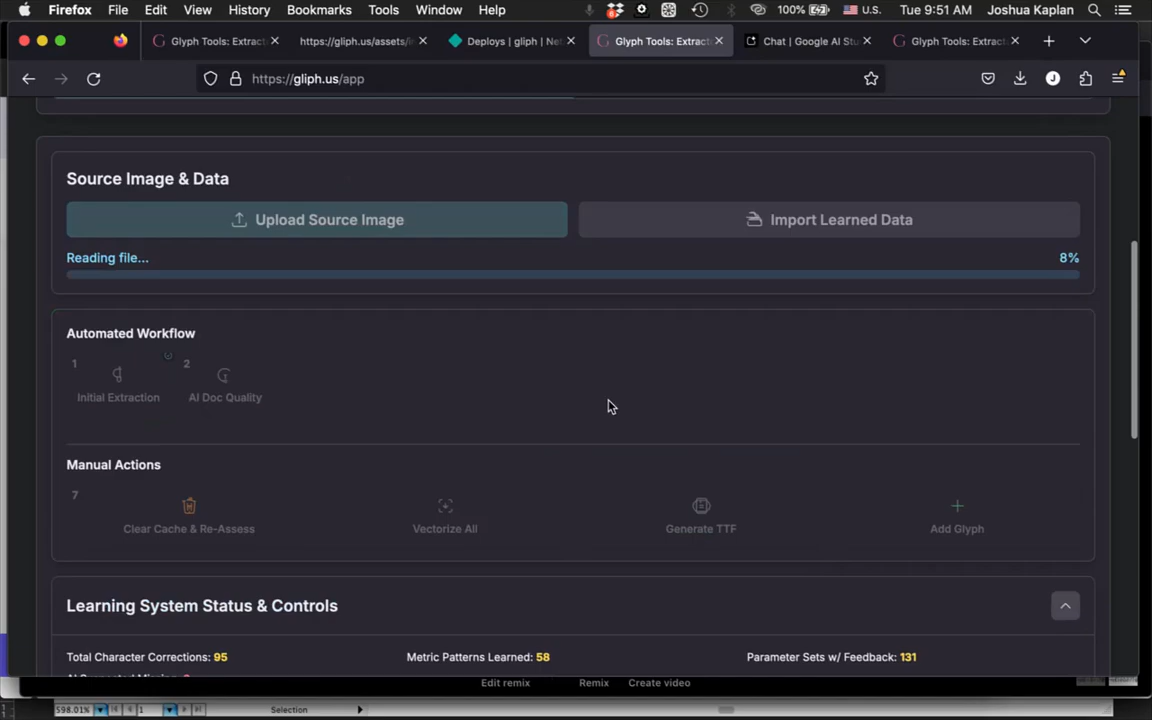 Firefox File Edit View History Bookmarks Tools Window Help 100% U.S. Tue 9:51 AM Joshua Kaplan
Glyph Tools: Extract https://gliph.us/assets/ Deploys | gliph | Ne Glyph Tools: Extract Chat | Google AI Stu Glyph Tools: Extract
https://gliph.us/app
Source Image & Data
Upload Source Image Import Learned Data
Reading file... 8%
Automated Workflow
1 2
Initial Extraction AI Doc Quality
Manual Actions
7
Clear Cache & Re-Assess Vectorize All Generate TTF Add Glyph
Learning System Status & Controls
Total Character Corrections: 95 Metric Patterns Learned: 58 Parameter Sets w/ Feedback: 131
Edit remix Remix Create video
598.01% 1 Selection